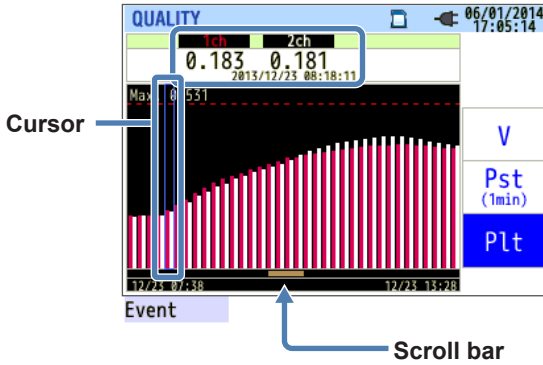 QUALITY
06/01/2014
17:05:14
1ch 2ch
0.183 0.181
2013/12/23 08:18:11
Max 0.531
Cursor
V
Pst
(1min)
Plt
12/23 07:38 12/23 13:28
Event
Scroll bar